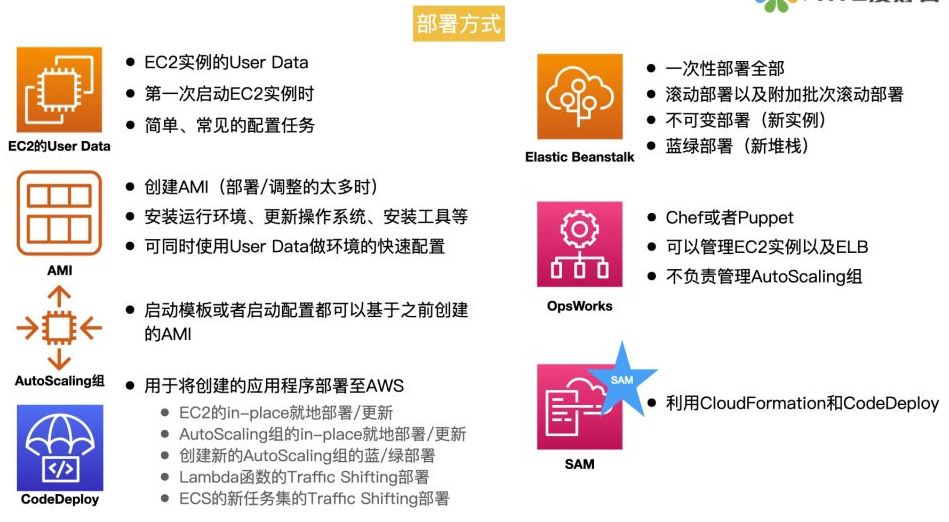 部署方式
EC2的User Data
EC2实例的User Data
第一次启动EC2实例时
简单、常见的配置任务
AMI
创建AMI（部署/调整的太多时）
安装运行环境、更新操作系统、安装工具等
可同时使用User Data做环境的快速配置
AutoScaling组
启动模板或者启动配置都可以基于之前创建
的AMI
CodeDeploy
用于将创建的应用程序部署至AWS
EC2的in-place就地部署/更新
AutoScaling组的in-place就地部署/更新
创建新的AutoScaling组的蓝/绿部署
Lambda函数的Traffic Shifting部署
ECS的新任务集的Traffic Shifting部署
Elastic Beanstalk
一次性部署全部
滚动部署以及附加批次滚动部署
不可变部署（新实例）
蓝绿部署（新堆栈）
OpsWorks
Chef或者Puppet
可以管理EC2实例以及ELB
不负责管理AutoScaling组
SAM
SAM
利用CloudFormation和CodeDeploy